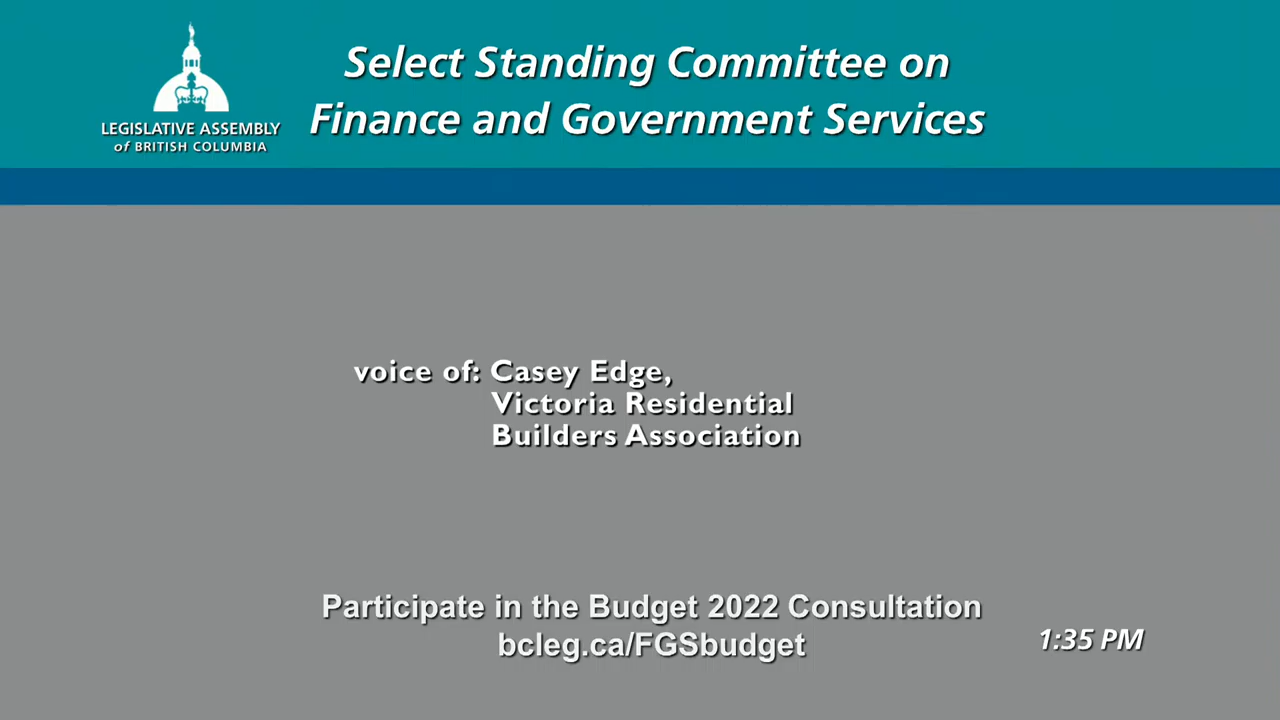 LEGISLATIVE ASSEMBLY
of BRITISH COLUMBIA
Select Standing Committee on
Finance and Government Services
voice of: Casey Edge,
Victoria Residential
Builders Association
Participate in the Budget 2022 Consultation
bcleg.ca/FGSbudget
1:35 PM